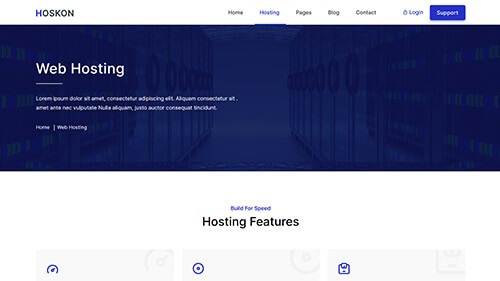 HOSKON
Home Hosting Pages Blog Contact Login Support
Web Hosting
Lorem ipsum dolor sit amet, consectetur adipiscing elit. Aliquam consectetur sit .
amet ante nec vulputate Nulla aliquam, justo auctor consequat tincidunt.
Home | Web Hosting
Build For Speed
Hosting Features